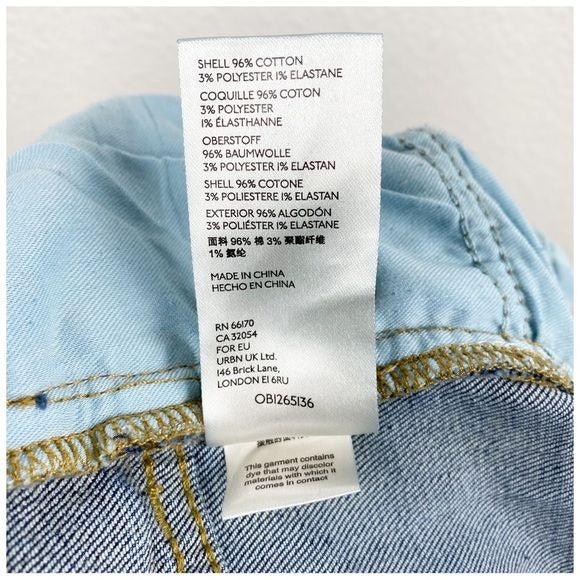 SHELL 96% COTTON
3% POLYESTER 1% ELASTANE
COQUILLE 96% COTON
3% POLYESTER
1% ÉLASTHANNE
OBERSTOFF
96% BAUMWOLLE
3% POLYESTER 1% ELASTAN
SHELL 96% COTONE
3% POLIESTERE 1% ELASTAN
EXTERIOR 96% ALGODÓN
3% POLIÉSTER 1% ELASTANE
面料 96% 棉 3% 聚酯纤维
1% 氨纶
MADE IN CHINA
HECHO EN CHINA
RN 66170
CA 32054
FOR EU
URBN UK Ltd.
146 Brick Lane,
LONDON E1 6RU
OB1265136
This garment contains
dye that may discolor
materials with which it
comes in contact